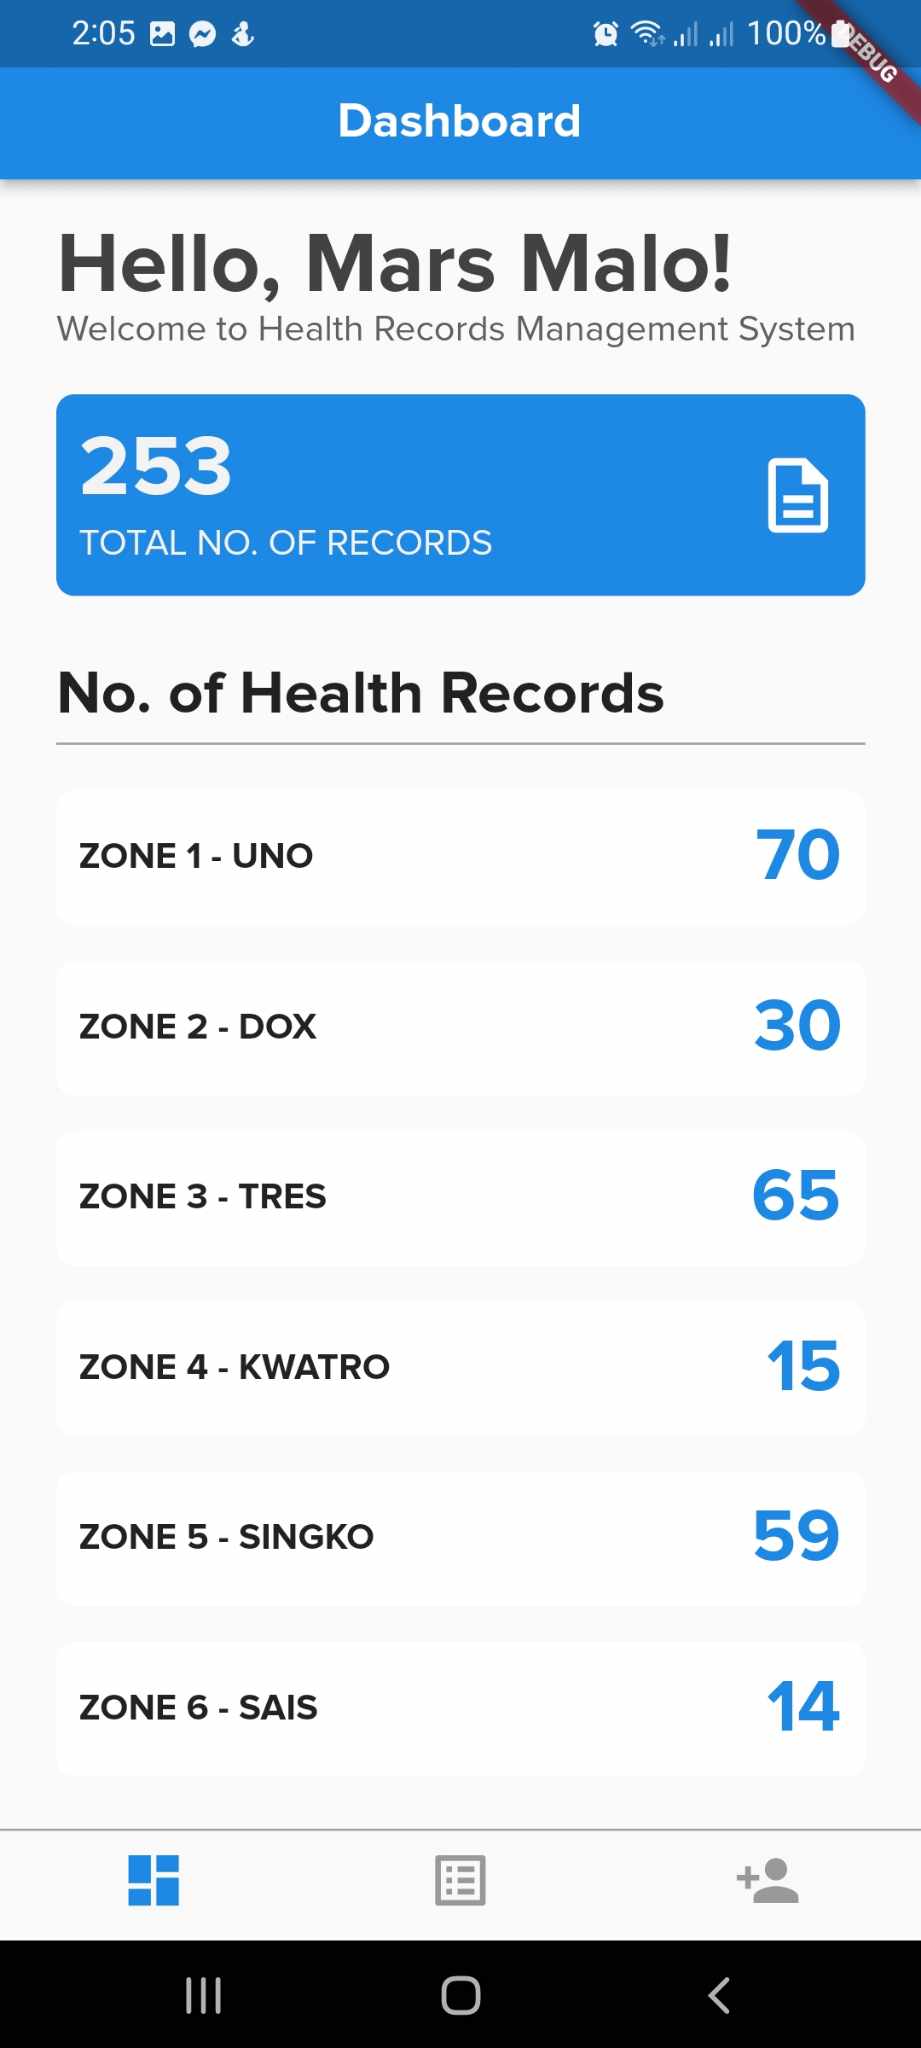 2:05 100%
DEBUG
Dashboard
Hello, Mars Malo!
Welcome to Health Records Management System
253
TOTAL NO. OF RECORDS
No. of Health Records
ZONE 1 - UNO 70
ZONE 2 - DOX 30
ZONE 3 - TRES 65
ZONE 4 - KWATRO 15
ZONE 5 - SINGKO 59
ZONE 6 - SAIS 14